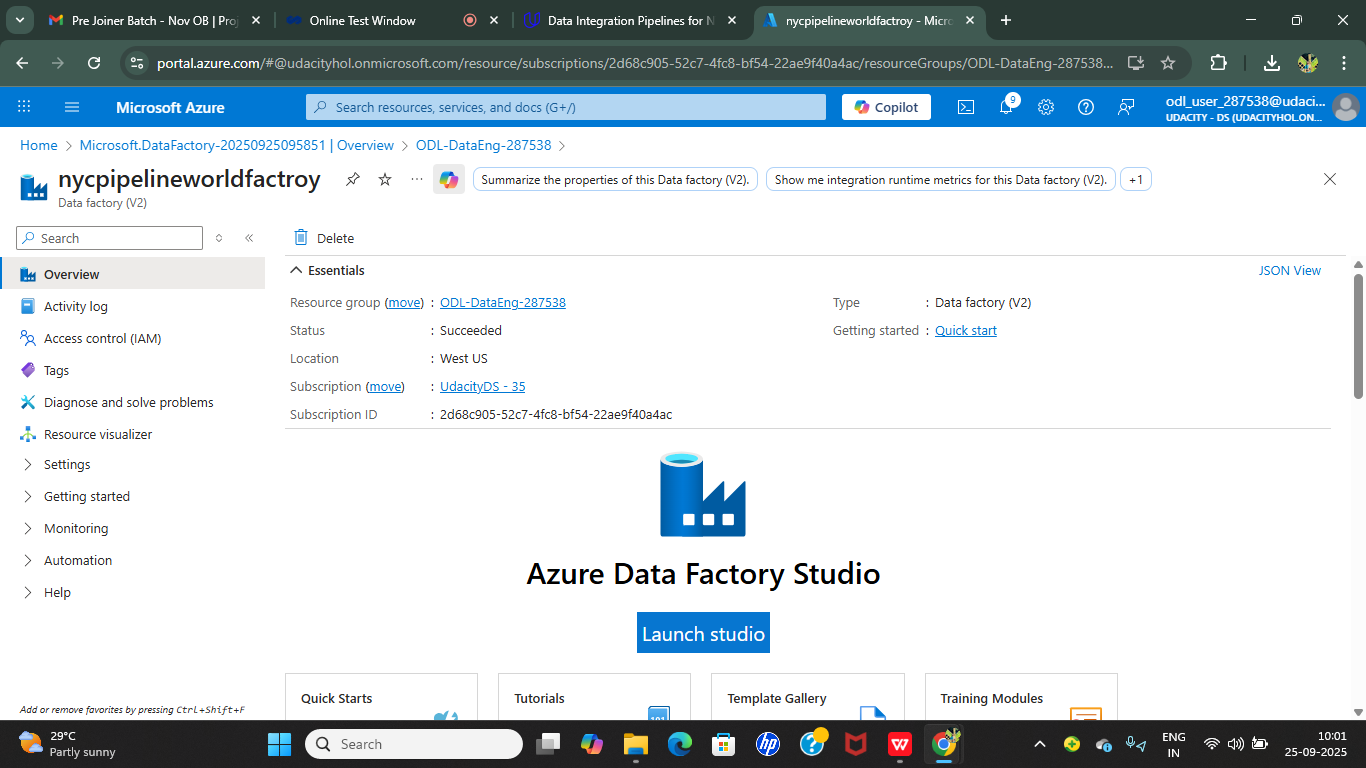 Pre Joiner Batch - Nov OB | Proj
Online Test Window
Data Integration Pipelines for N
nycpipelineworldfactroy - Micro
portal.azure.com/#@udacityhol.onmicrosoft.com/resource/subscriptions/2d68c905-52c7-4fc8-bf54-22ae9f40a4ac/resourceGroups/ODL-DataEng-287538...
Microsoft Azure
Search resources, services, and docs (G+/)
Copilot
9
odl_user_287538@udaci...
UDACITY - DS (UDACITYHOL.ON...
Home > Microsoft.DataFactory-20250925095851 | Overview > ODL-DataEng-287538 >
nycpipelineworldfactroy
Data factory (V2)
Summarize the properties of this Data factory (V2).
Show me integration runtime metrics for this Data factory (V2).
+1
Search
Delete
Overview
Activity log
Access control (IAM)
Tags
Diagnose and solve problems
Resource visualizer
Settings
Getting started
Monitoring
Automation
Help
Add or remove favorites by pressing Ctrl+Shift+F
Essentials
JSON View
Resource group (move) : ODL-DataEng-287538
Status : Succeeded
Location : West US
Subscription (move) : UdacityDS - 35
Subscription ID : 2d68c905-52c7-4fc8-bf54-22ae9f40a4ac
Type : Data factory (V2)
Getting started : Quick start
Azure Data Factory Studio
Launch studio
Quick Starts
Tutorials
Template Gallery
Training Modules
29°C
Partly sunny
Search
ENG
IN
10:01
25-09-2025